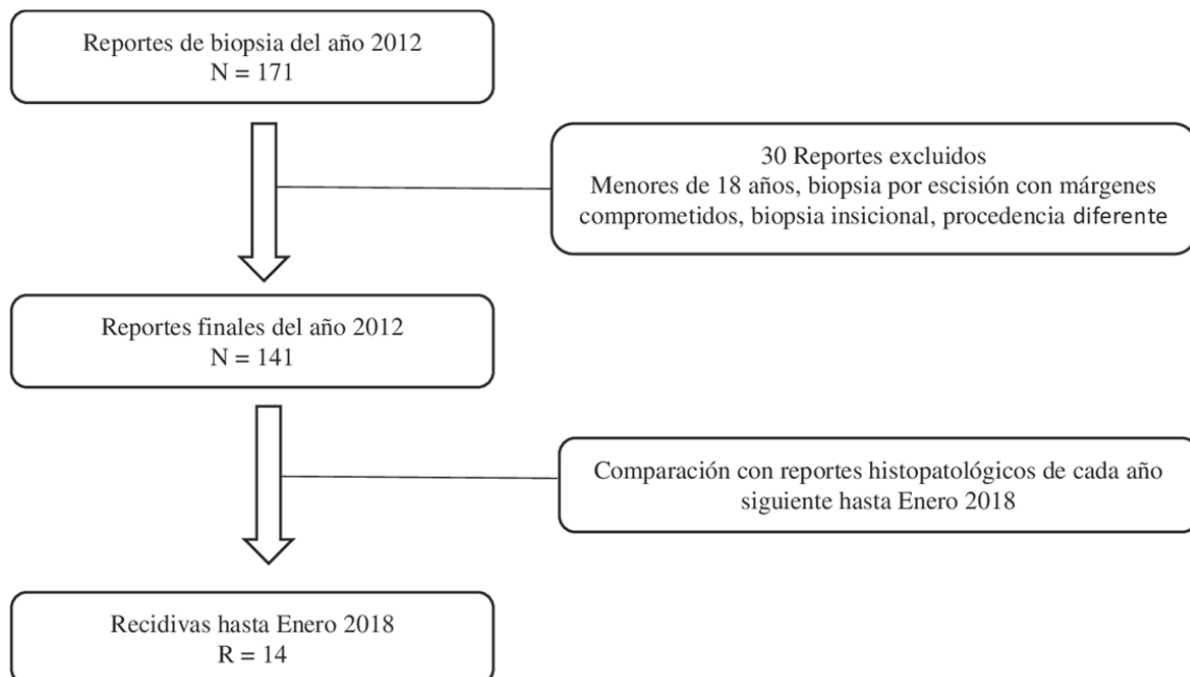 Reportes de biopsia del año 2012
N = 171
30 Reportes excluidos
Menores de 18 años, biopsia por escisión con márgenes
comprometidos, biopsia insicional, procedencia diferente
Reportes finales del año 2012
N = 141
Comparación con reportes histopatológicos de cada año
siguiente hasta Enero 2018
Recidivas hasta Enero 2018
R = 14